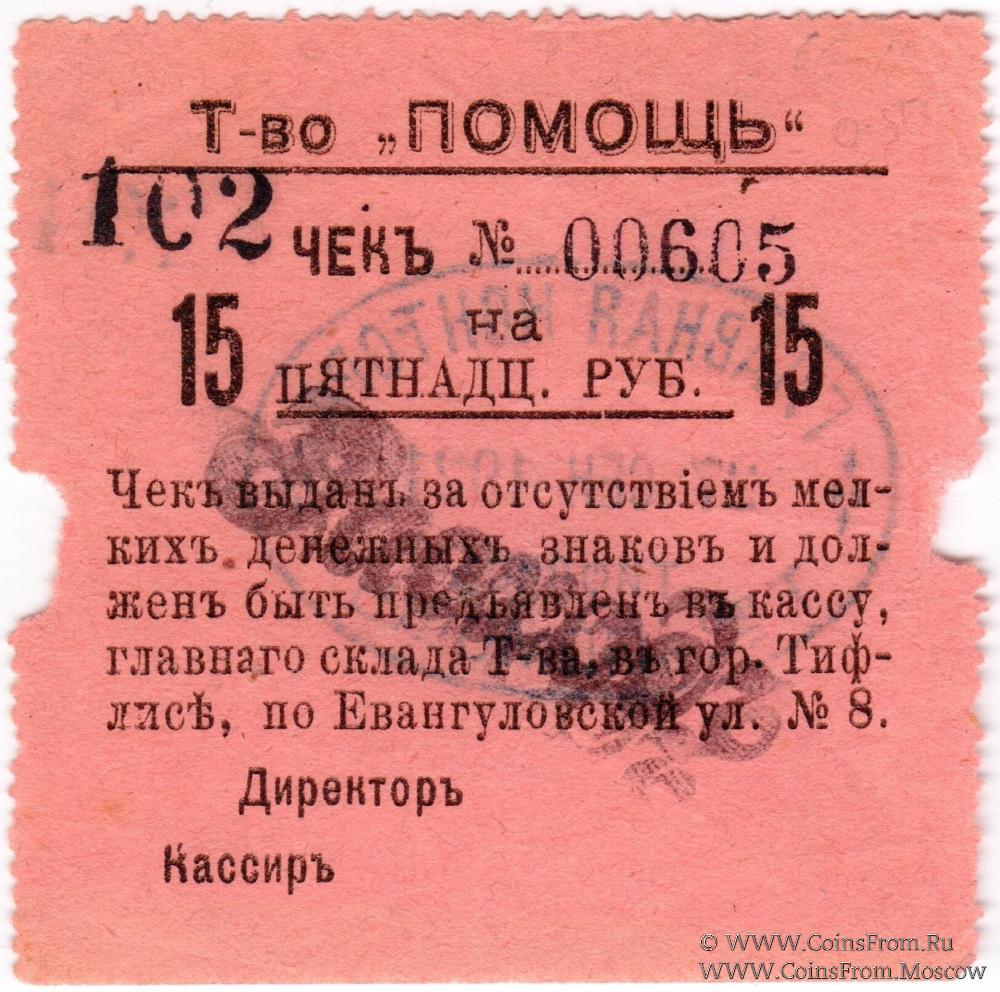 Т-во „ПОМОЩЬ“
102
ЧЕКЪ № 00605
15 на 15
ПЯТНАДЦ. РУБ.
Чекъ выданъ за отсутствіемъ мел-
кихъ денежныхъ знаковъ и дол-
женъ быть предъявленъ въ кассу,
главнаго склада Т-ва, въ гор. Тиф-
лисѣ, по Евангуловской ул. № 8.
Директоръ
Кассиръ
© WWW.CoinsFrom.Ru
WWW.CoinsFrom.Moscow